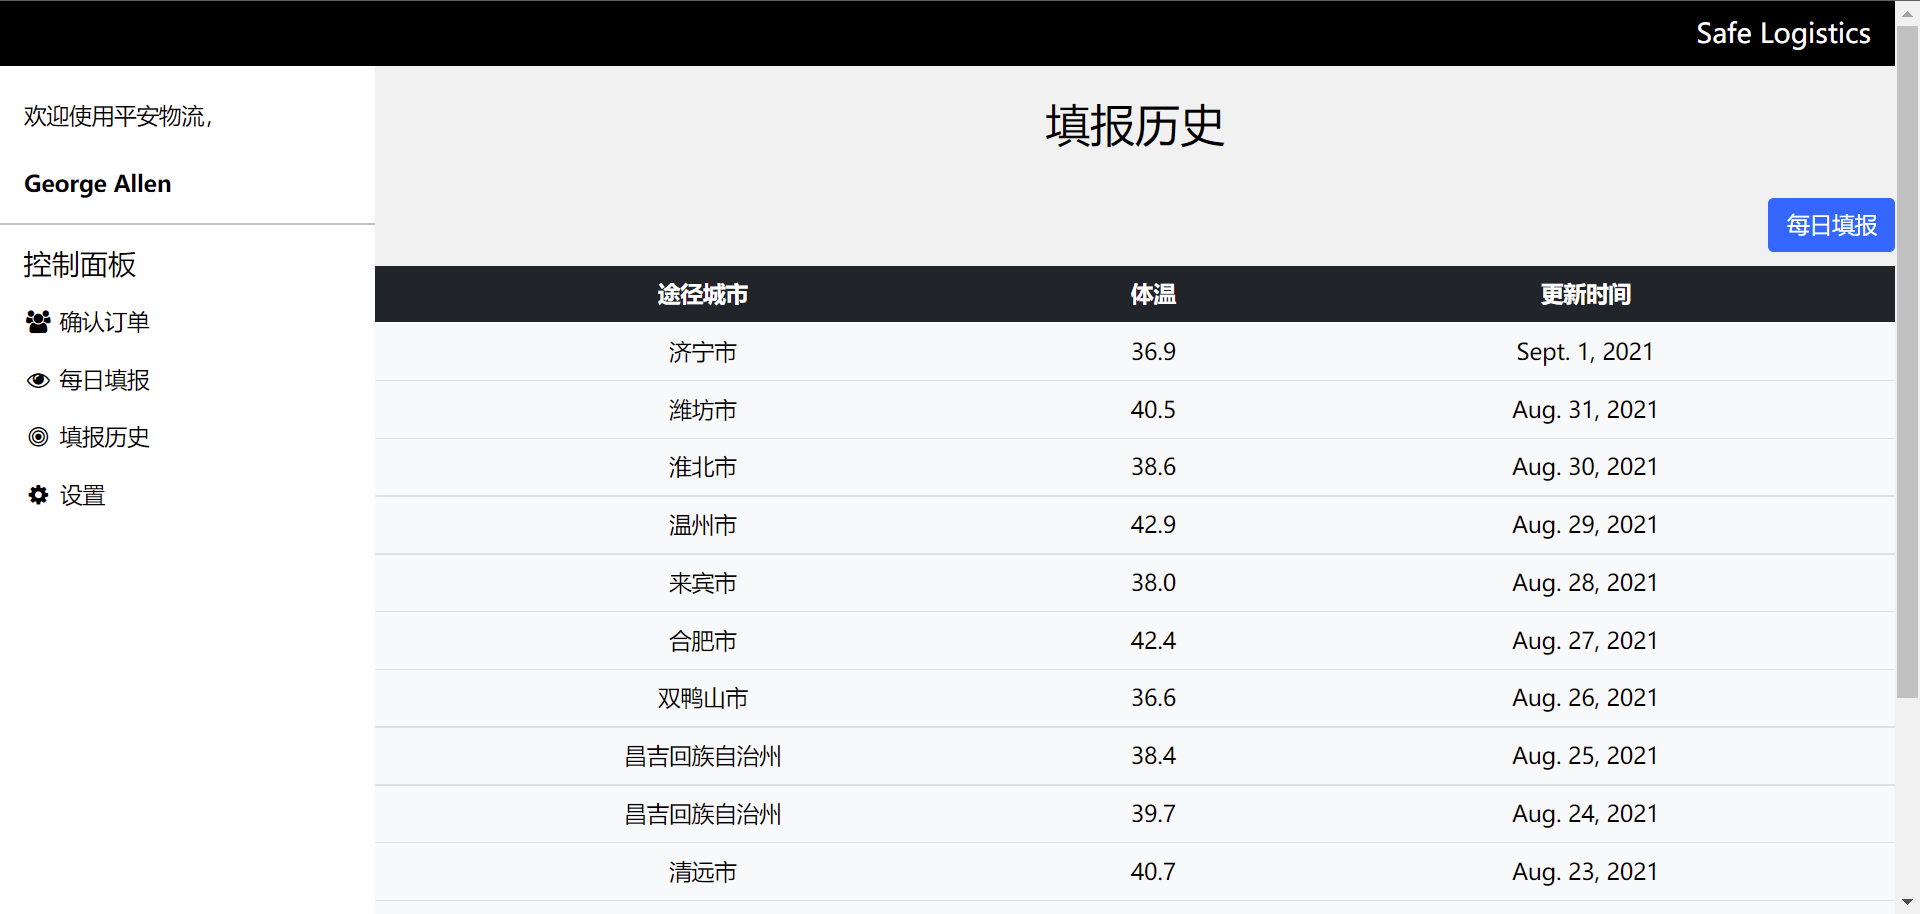 Safe Logistics
欢迎使用平安物流，
George Allen
控制面板
确认订单
每日填报
填报历史
设置
填报历史
每日填报
途径城市 体温 更新时间
济宁市 36.9 Sept. 1, 2021
潍坊市 40.5 Aug. 31, 2021
淮北市 38.6 Aug. 30, 2021
温州市 42.9 Aug. 29, 2021
来宾市 38.0 Aug. 28, 2021
合肥市 42.4 Aug. 27, 2021
双鸭山市 36.6 Aug. 26, 2021
昌吉回族自治州 38.4 Aug. 25, 2021
昌吉回族自治州 39.7 Aug. 24, 2021
清远市 40.7 Aug. 23, 2021